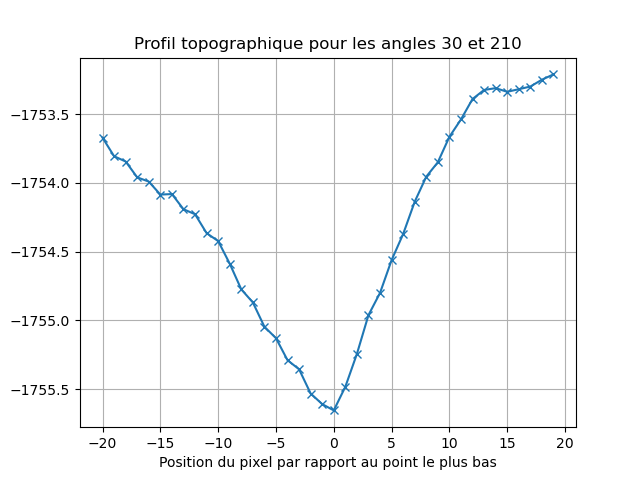 Profil topographique pour les angles 30 et 210
−1753.5
−1754.0
−1754.5
−1755.0
−1755.5
−20 −15 −10 −5 0 5 10 15 20
Position du pixel par rapport au point le plus bas